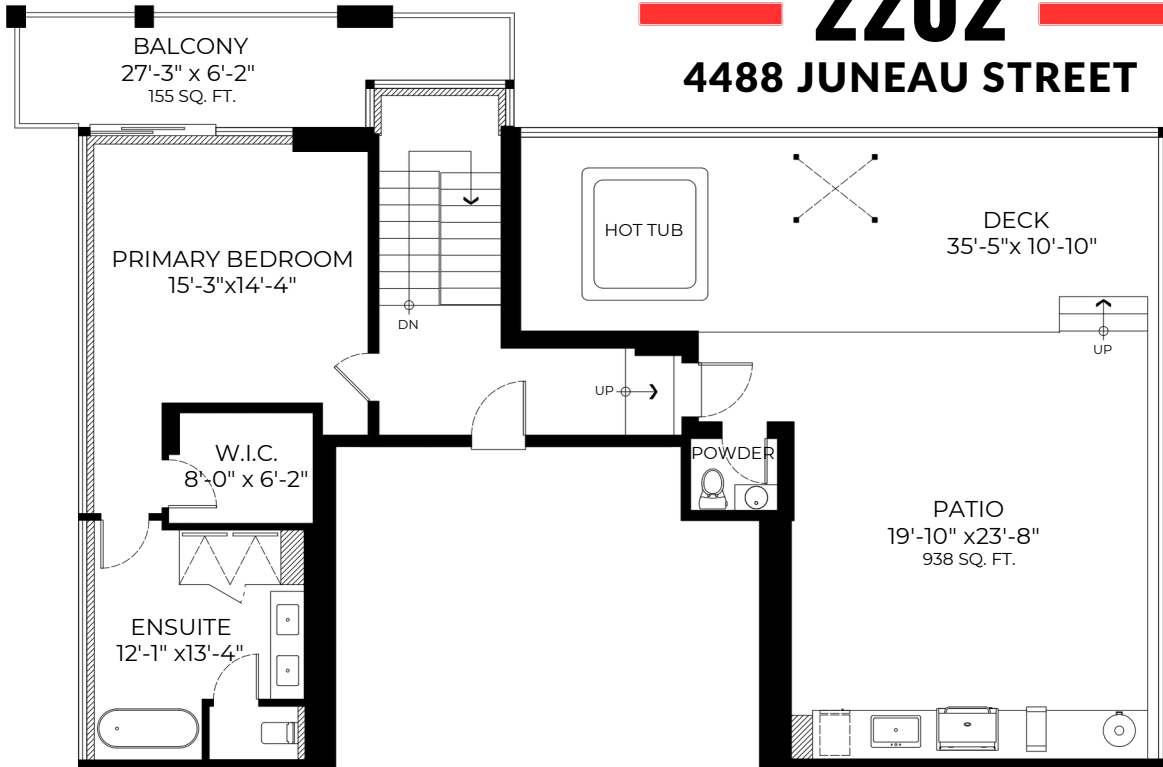 2202
4488 JUNEAU STREET
BALCONY
27'-3" x 6'-2"
155 SQ. FT.
PRIMARY BEDROOM
15'-3"x14'-4"
DN
HOT TUB
DECK
35'-5"x 10'-10"
UP
UP
POWDER
W.I.C.
8'-0" x 6'-2"
PATIO
19'-10" x23'-8"
938 SQ. FT.
ENSUITE
12'-1" x13'-4"